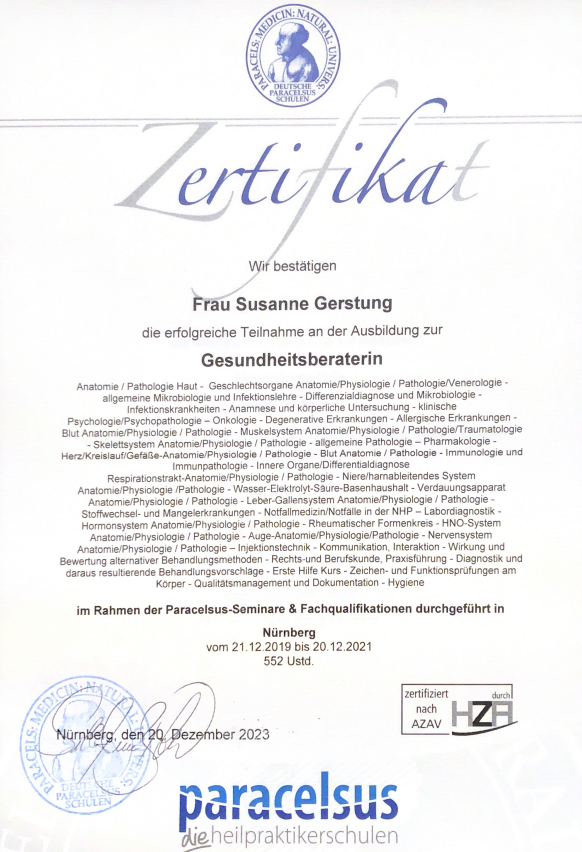 PARACELS: MEDICIN: NATURAL: UNIVERS:
DEUTSCHE
PARACELSUS
SCHULEN
Zertifikat
Wir bestätigen
Frau Susanne Gerstung
die erfolgreiche Teilnahme an der Ausbildung zur
Gesundheitsberaterin
Anatomie / Pathologie Haut - Geschlechtsorgane Anatomie/Physiologie / Pathologie/Venerologie -
allgemeine Mikrobiologie und Infektionslehre - Differenzialdiagnose und Mikrobiologie -
Infektionskrankheiten - Anamnese und körperliche Untersuchung - klinische
Psychologie/Psychopathologie – Onkologie - Degenerative Erkrankungen - Allergische Erkrankungen -
Blut Anatomie/Physiologie / Pathologie - Muskelsystem Anatomie/Physiologie / Pathologie/Traumatologie
- Skelettsystem Anatomie/Physiologie / Pathologie - allgemeine Pathologie – Pharmakologie -
Herz/Kreislauf/Gefäße-Anatomie/Physiologie / Pathologie - Blut Anatomie / Pathologie - Immunologie und
Immunpathologie - Innere Organe/Differentialdiagnose
Respirationstrakt-Anatomie/Physiologie / Pathologie - Niere/harnableitendes System
Anatomie/Physiologie /Pathologie - Wasser-Elektrolyt-Säure-Basenhaushalt - Verdauungsapparat
Anatomie/Physiologie / Pathologie - Leber-Gallensystem Anatomie/Physiologie / Pathologie -
Stoffwechsel- und Mangelerkrankungen - Notfallmedizin/Notfälle in der NHP – Labordiagnostik -
Hormonsystem Anatomie/Physiologie / Pathologie - Rheumatischer Formenkreis - HNO-System
Anatomie/Physiologie / Pathologie - Auge-Anatomie/Physiologie/Pathologie - Nervensystem
Anatomie/Physiologie / Pathologie – Injektionstechnik - Kommunikation, Interaktion - Wirkung und
Bewertung alternativer Behandlungsmethoden - Rechts-und Berufskunde, Praxisführung - Diagnostik und
daraus resultierende Behandlungsvorschläge - Erste Hilfe Kurs - Zeichen- und Funktionsprüfungen am
Körper - Qualitätsmanagement und Dokumentation - Hygiene
im Rahmen der Paracelsus-Seminare & Fachqualifikationen durchgeführt in
Nürnberg
vom 21.12.2019 bis 20.12.2021
552 Ustd.
PARACELS: MEDICIN: NATURAL: UNIVERS:
DEUTSCHE
PARACELSUS
SCHULEN
Nürnberg, den 20. Dezember 2023
zertifiziert
nach
AZAV
durch
HZA
paracelsus
die heilpraktikerschulen